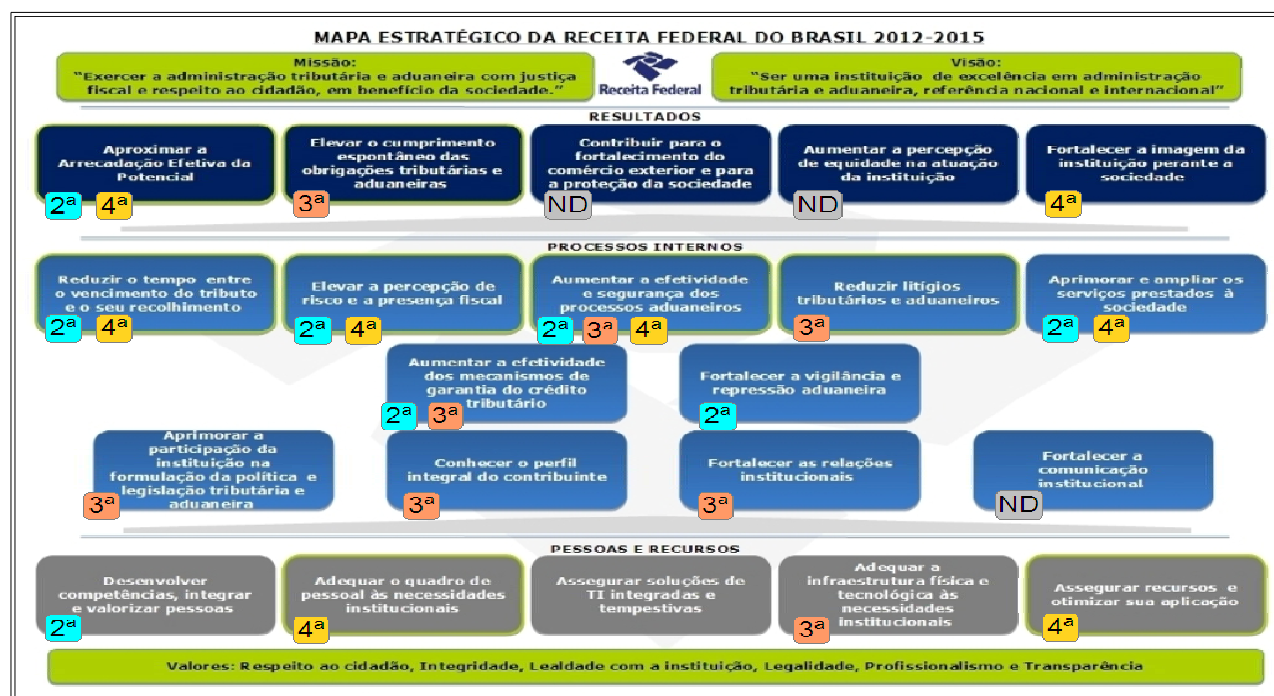 MAPA ESTRATÉGICO DA RECEITA FEDERAL DO BRASIL 2012-2015
Missão:
“Exercer a administração tributária e aduaneira com justiça
fiscal e respeito ao cidadão, em benefício da sociedade.”
Receita Federal
Visão:
“Ser uma instituição de excelência em administração
tributária e aduaneira, referência nacional e internacional”
RESULTADOS
Aproximar a
Arrecadação Efetiva da
Potencial
2ª 4ª
Elevar o cumprimento
espontâneo das
obrigações tributárias e
aduaneiras
3ª
Contribuir para o
fortalecimento do
comércio exterior e para
a proteção da sociedade
ND
Aumentar a percepção
de equidade na atuação
da instituição
ND
Fortalecer a imagem da
instituição perante a
sociedade
4ª
PROCESSOS INTERNOS
Reduzir o tempo entre
o vencimento do tributo
e o seu recolhimento
2ª 4ª
Elevar a percepção de
risco e a presença fiscal
2ª 4ª
Aumentar a efetividade
e segurança dos
processos aduaneiros
2ª 3ª 4ª
Reduzir litígios
tributários e aduaneiros
3ª
Aprimorar e ampliar os
serviços prestados à
sociedade
2ª 4ª
Aumentar a efetividade
dos mecanismos de
garantia do crédito
tributário
2ª 3ª
Fortalecer a vigilância e
repressão aduaneira
2ª
Aprimorar a
participação da
instituição na
formulação da política e
legislação tributária e
aduaneira
3ª
Conhecer o perfil
integral do contribuinte
3ª
Fortalecer as relações
institucionais
3ª
Fortalecer a
comunicação
institucional
ND
PESSOAS E RECURSOS
Desenvolver
competências, integrar
e valorizar pessoas
2ª
Adequar o quadro de
pessoal às necessidades
institucionais
4ª
Assegurar soluções de
TI integradas e
tempestivas
Adequar a
infraestrutura física e
tecnológica às
necessidades
institucionais
3ª
Assegurar recursos e
otimizar sua aplicação
4ª
Valores: Respeito ao cidadão, Integridade, Lealdade com a instituição, Legalidade, Profissionalismo e Transparência